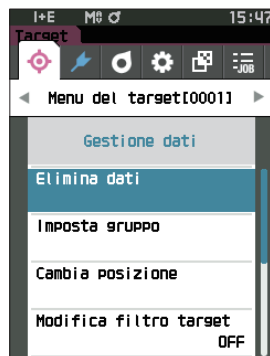 I+E M 15:47
Target
-JOB
Menu del target[0001]
Gestione dati
Elimina dati
Imposta gruppo
Cambia posizione
Modifica filtro target
OFF